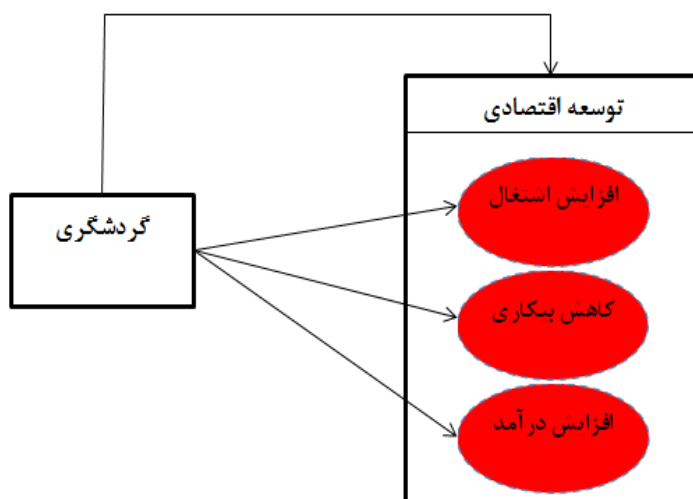 توسعه اقتصادی
افزایش اشتغال
گردشگری
کاهش بیکاری
افزایش درآمد